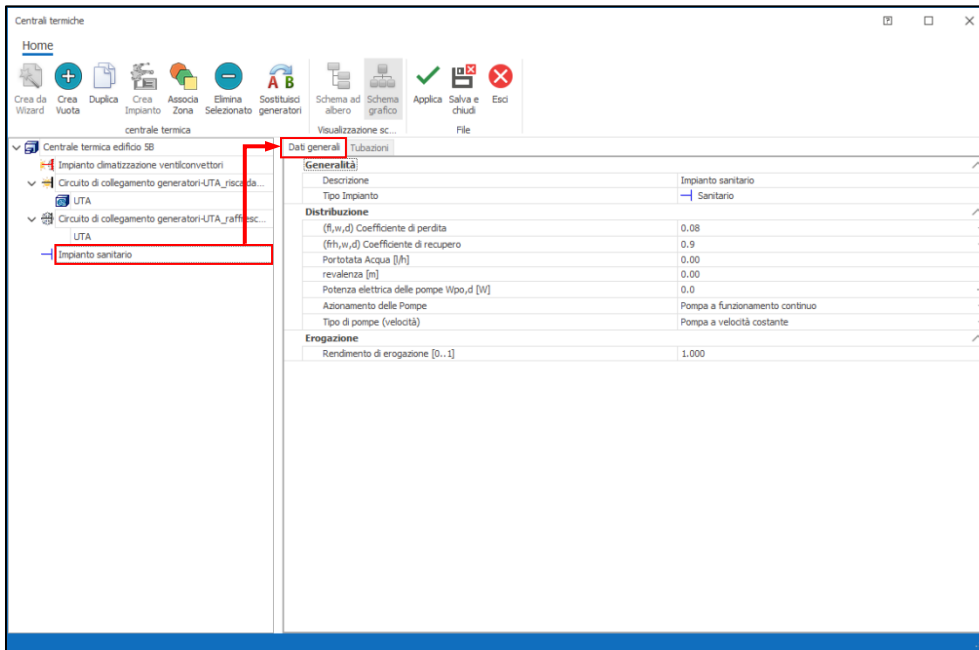 Centrali termiche
Home
Crea da Wizard
Crea Vuota
Duplica
Crea Impianto
Associa Zona
Elimina Selezionato
A B
Sostituisci generatori
Schema ad albero
Schema grafico
Applica
Salva e chiudi
Esci
centrale termica
Visualizzazione sc...
File
Centrale termica edificio 5B
Impianto climatizzazione ventilconvettori
Circuito di collegamento generatori-UTA_riscalda...
UTA
Circuito di collegamento generatori-UTA_raffresc...
UTA
Impianto sanitario
Dati generali Tubazioni
Generalità
Descrizione Impianto sanitario
Tipo Impianto Sanitario
Distribuzione
(fl,w,d) Coefficiente di perdita 0.08
(frh,w,d) Coefficiente di recupero 0.9
Portotata Acqua [l/h] 0.00
revalenza [m] 0.00
Potenza elettrica delle pompe Wpo,d [W] 0.0
Azionamento delle Pompe Pompa a funzionamento continuo
Tipo di pompe (velocità) Pompa a velocità costante
Erogazione
Rendimento di erogazione [0..1] 1.000